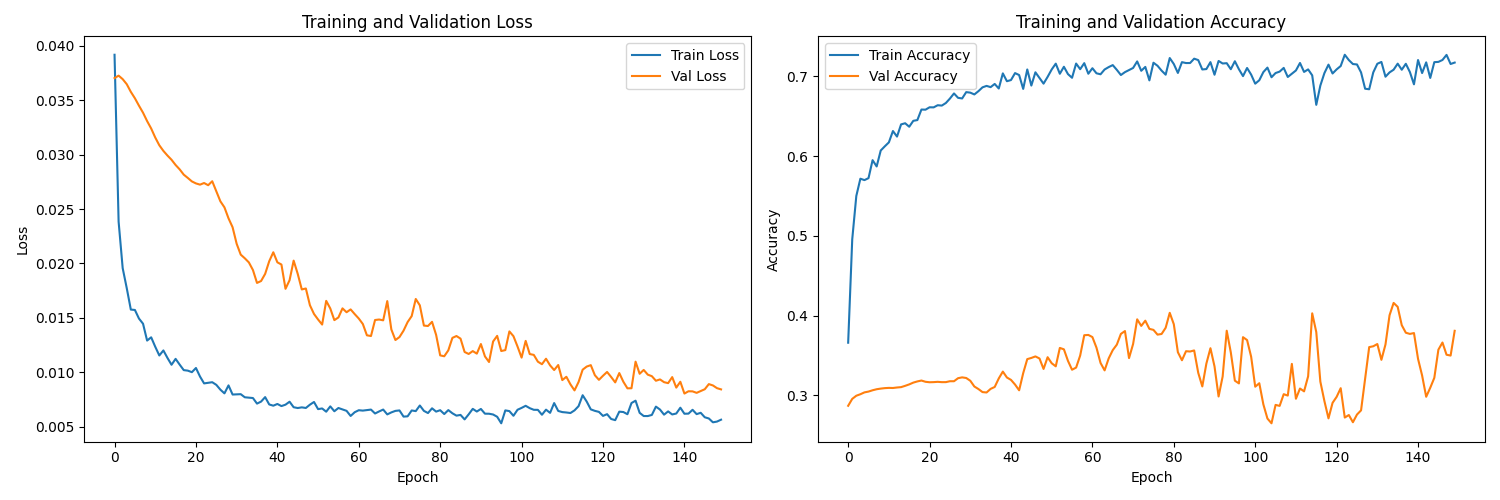 Training and Validation Loss
0.040
0.035
0.030
0.025
0.020
0.015
0.010
0.005
Loss
0 20 40 60 80 100 120 140
Epoch
Train Loss
Val Loss
Training and Validation Accuracy
0.7
0.6
0.5
0.4
0.3
Accuracy
0 20 40 60 80 100 120 140
Epoch
Train Accuracy
Val Accuracy